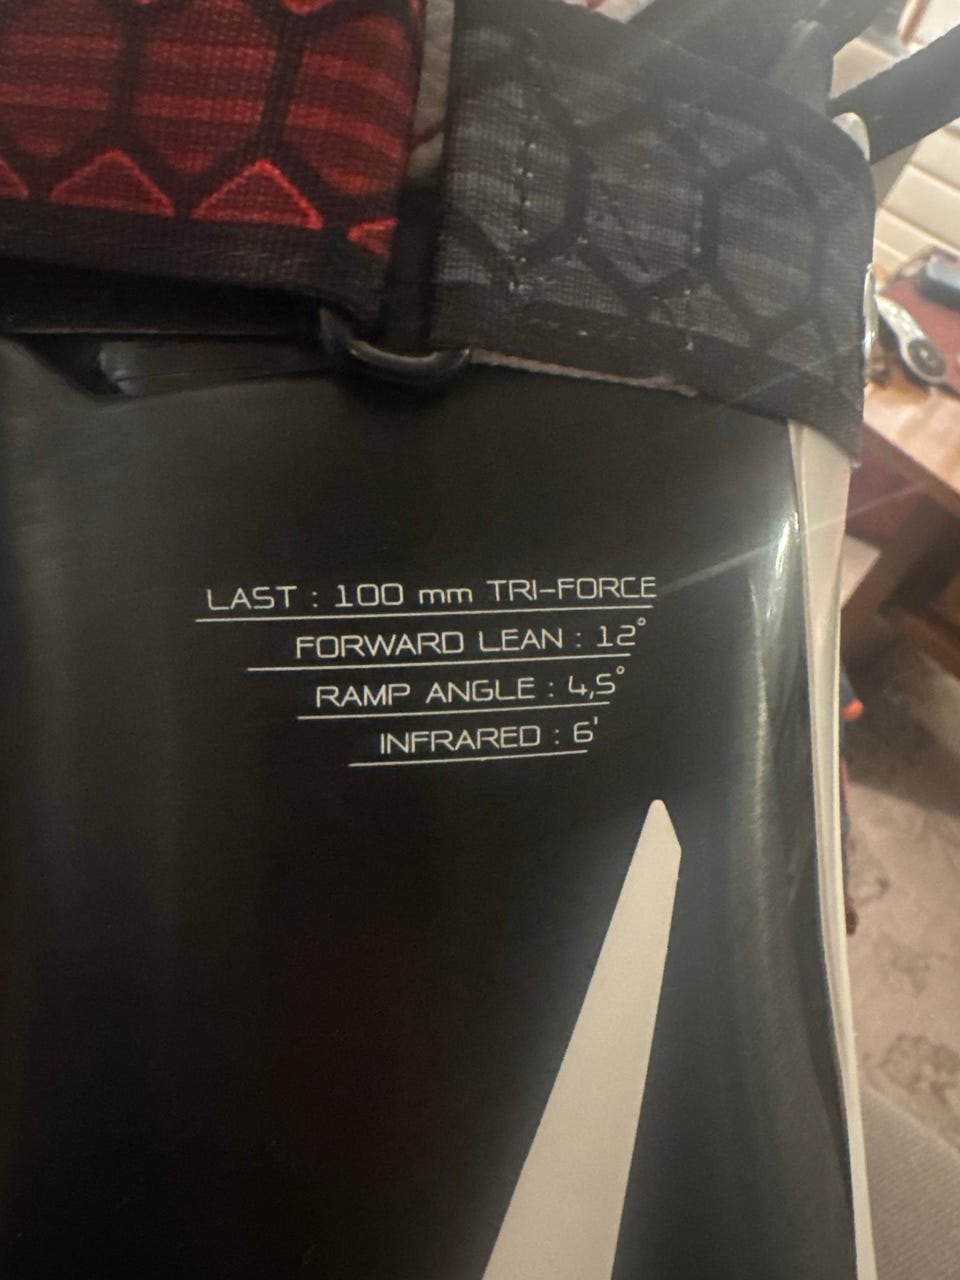 LAST : 100 mm TRI-FORCE
FORWARD LEAN : 12°
RAMP ANGLE : 4,5°
INFRARED : 6'